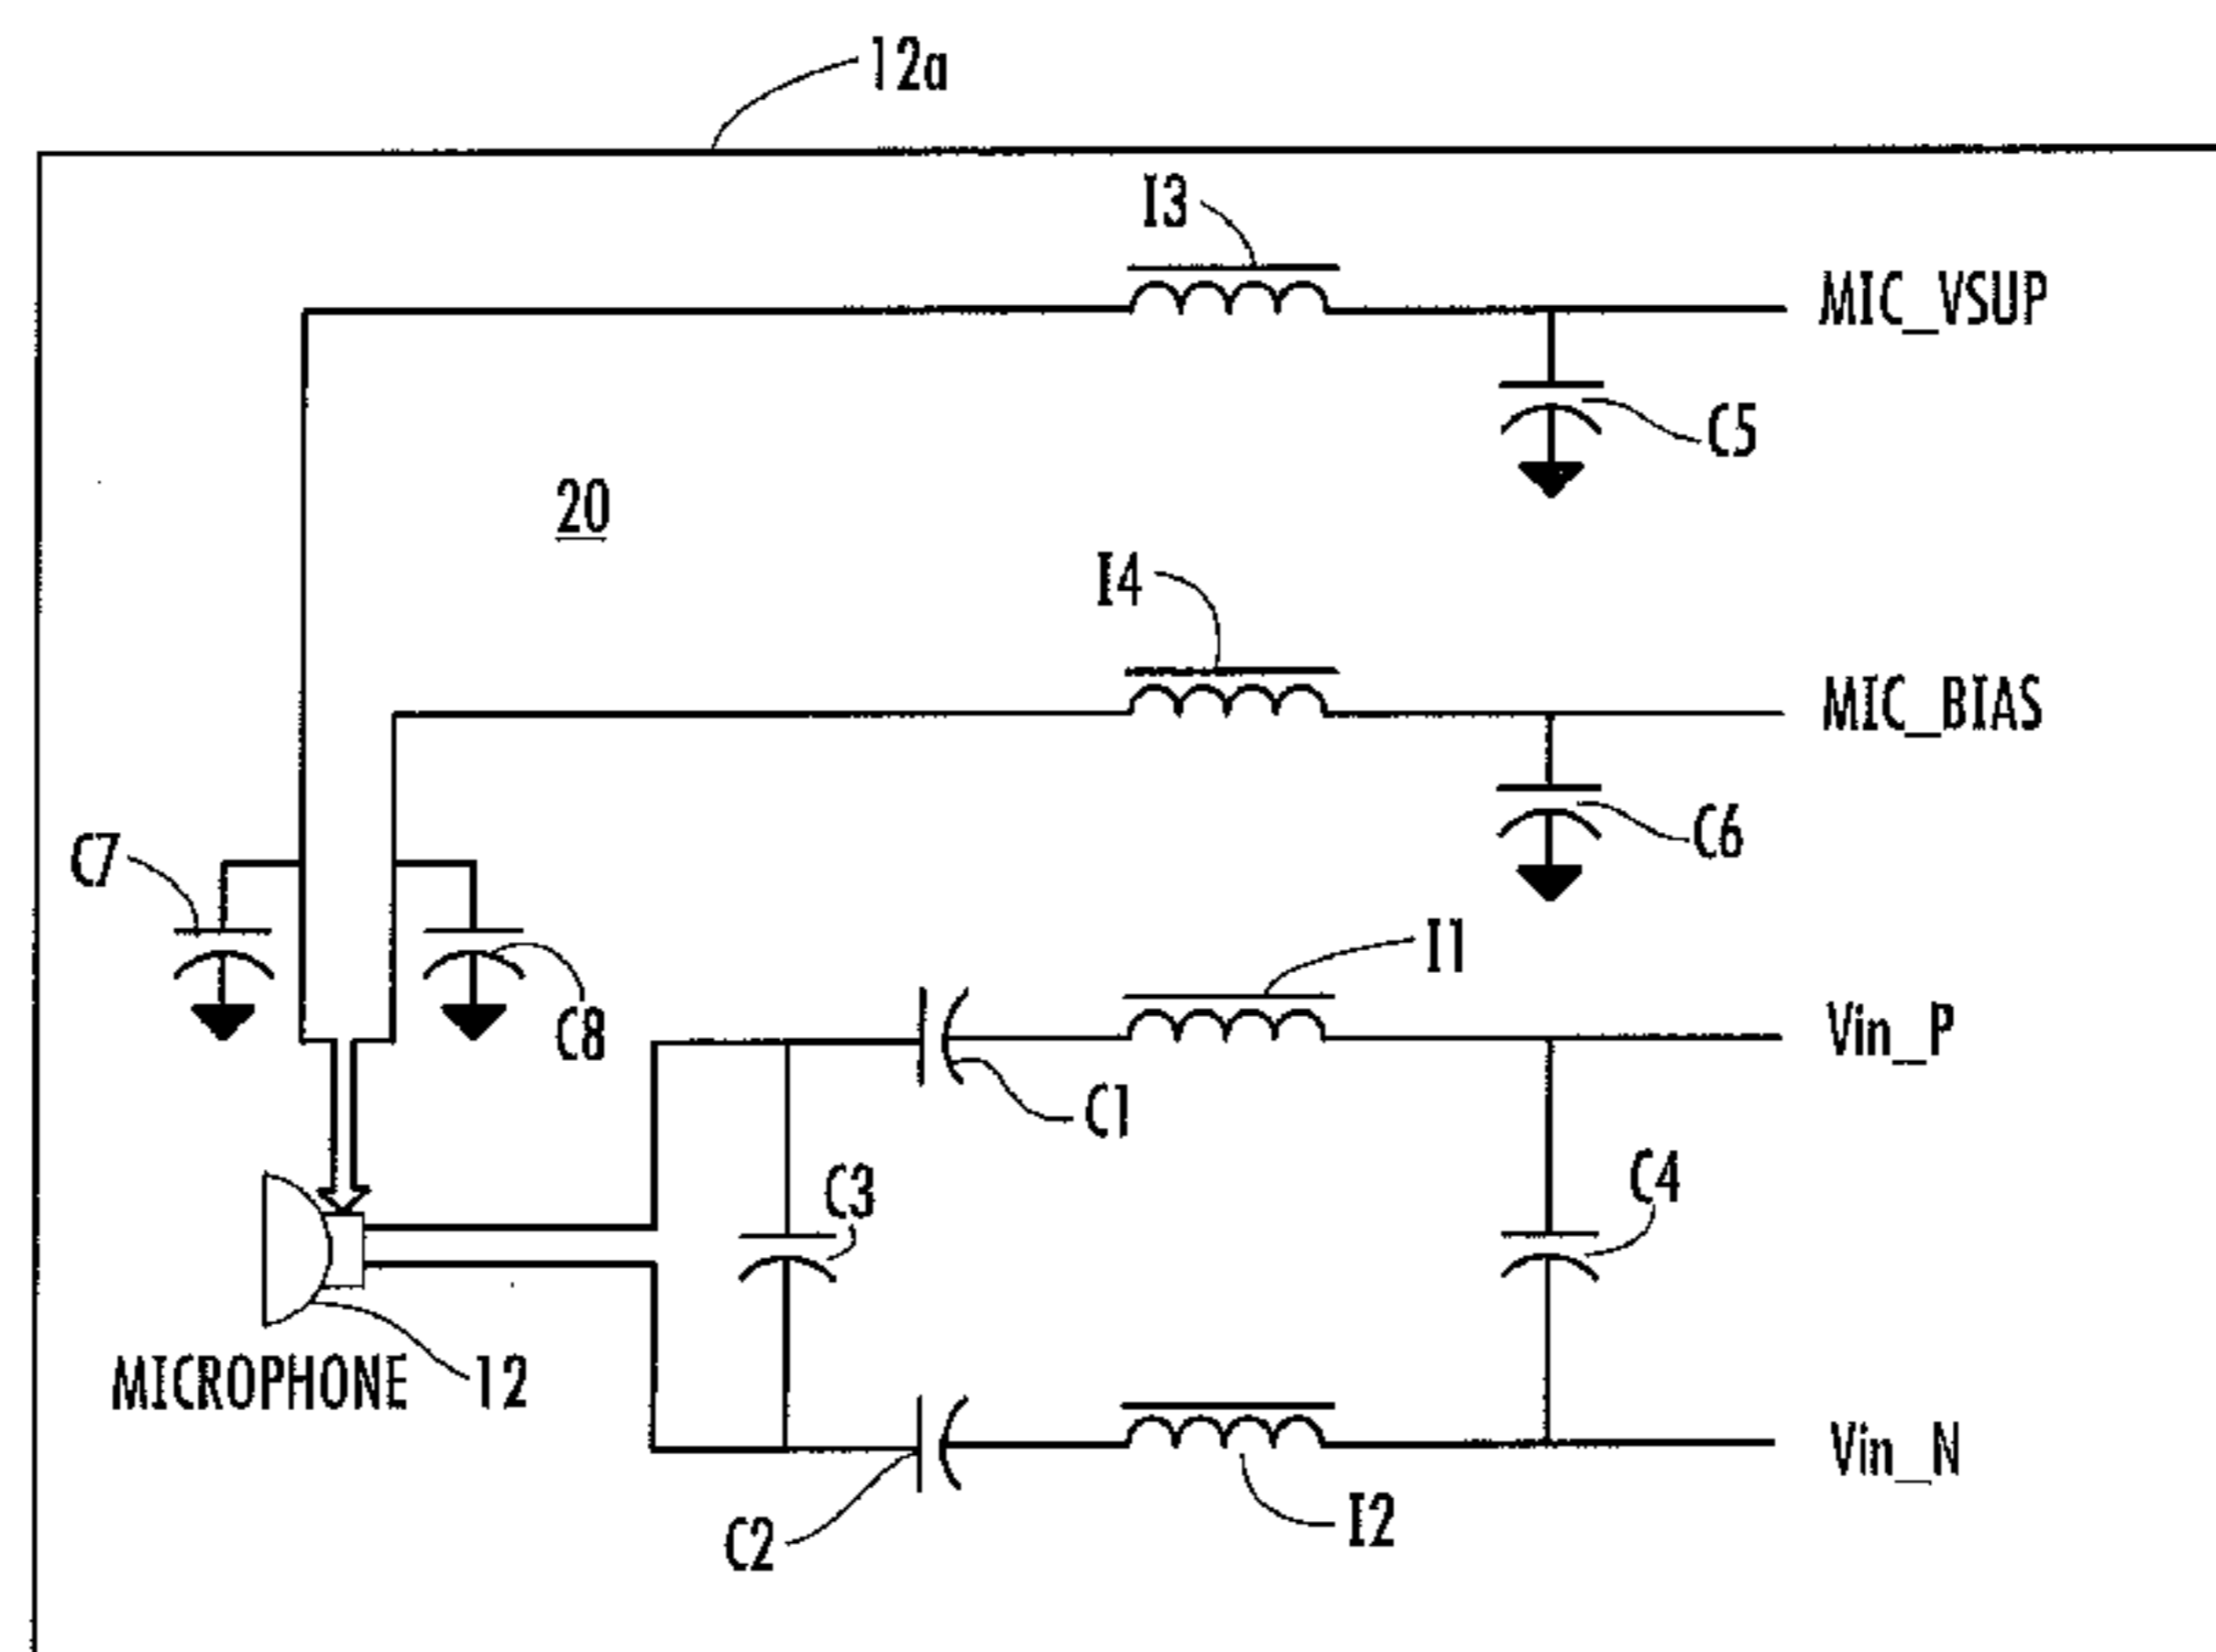 12a
I3
MIC_VSUP
C5
20
I4
MIC_BIAS
C6
C7
C8
I1
Vin_P
C1
C3
C4
MICROPHONE
12
Vin_N
C2
I2